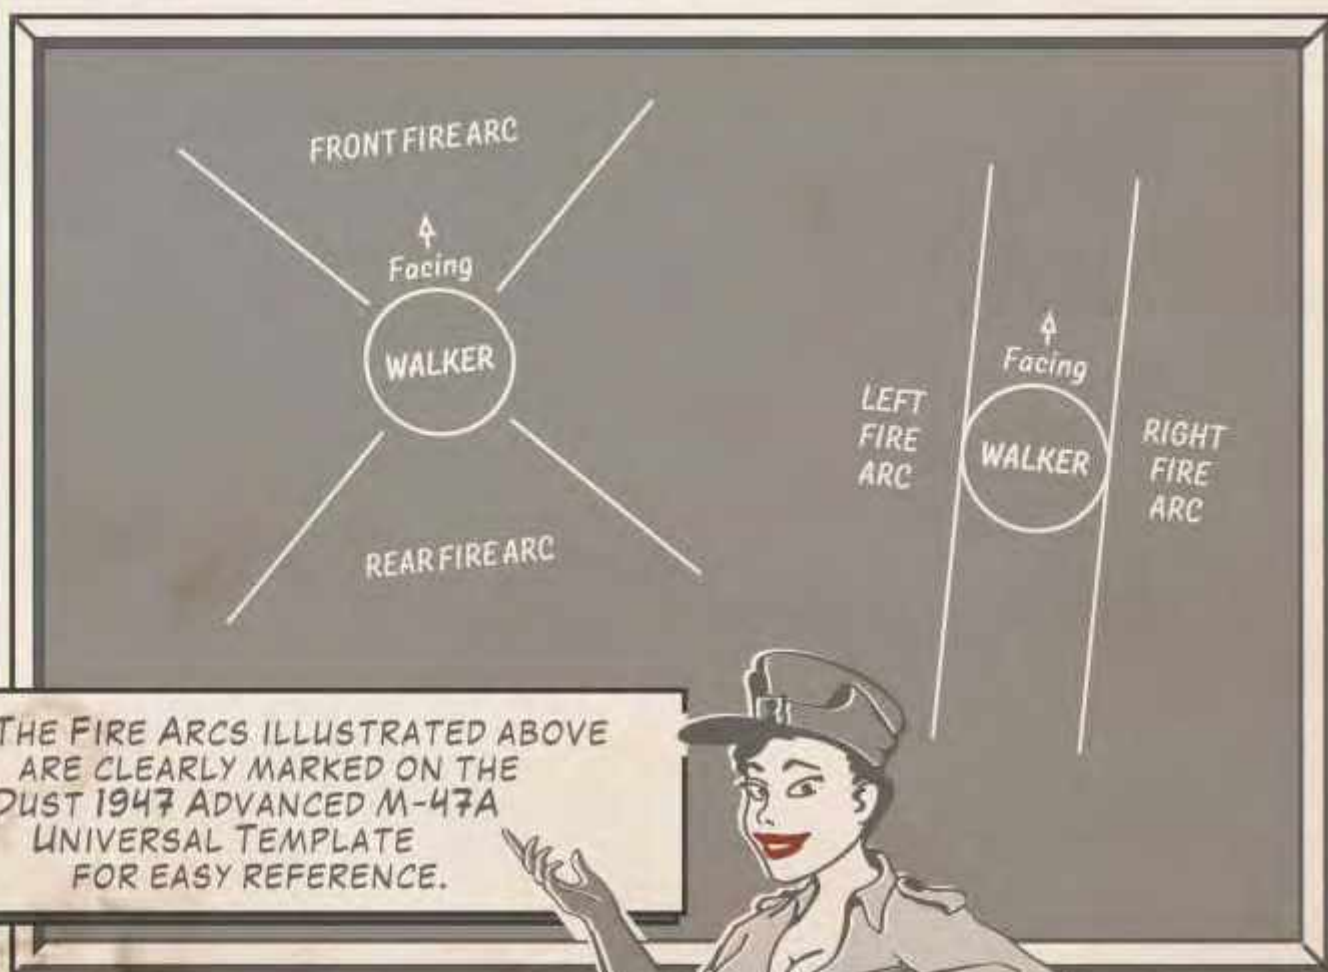 FRONT FIRE ARC
Facing
WALKER
REAR FIRE ARC
Facing
WALKER
LEFT
FIRE
ARC
RIGHT
FIRE
ARC
THE FIRE ARCS ILLUSTRATED ABOVE
ARE CLEARLY MARKED ON THE
DUST 1947 ADVANCED M-47A
UNIVERSAL TEMPLATE
FOR EASY REFERENCE.